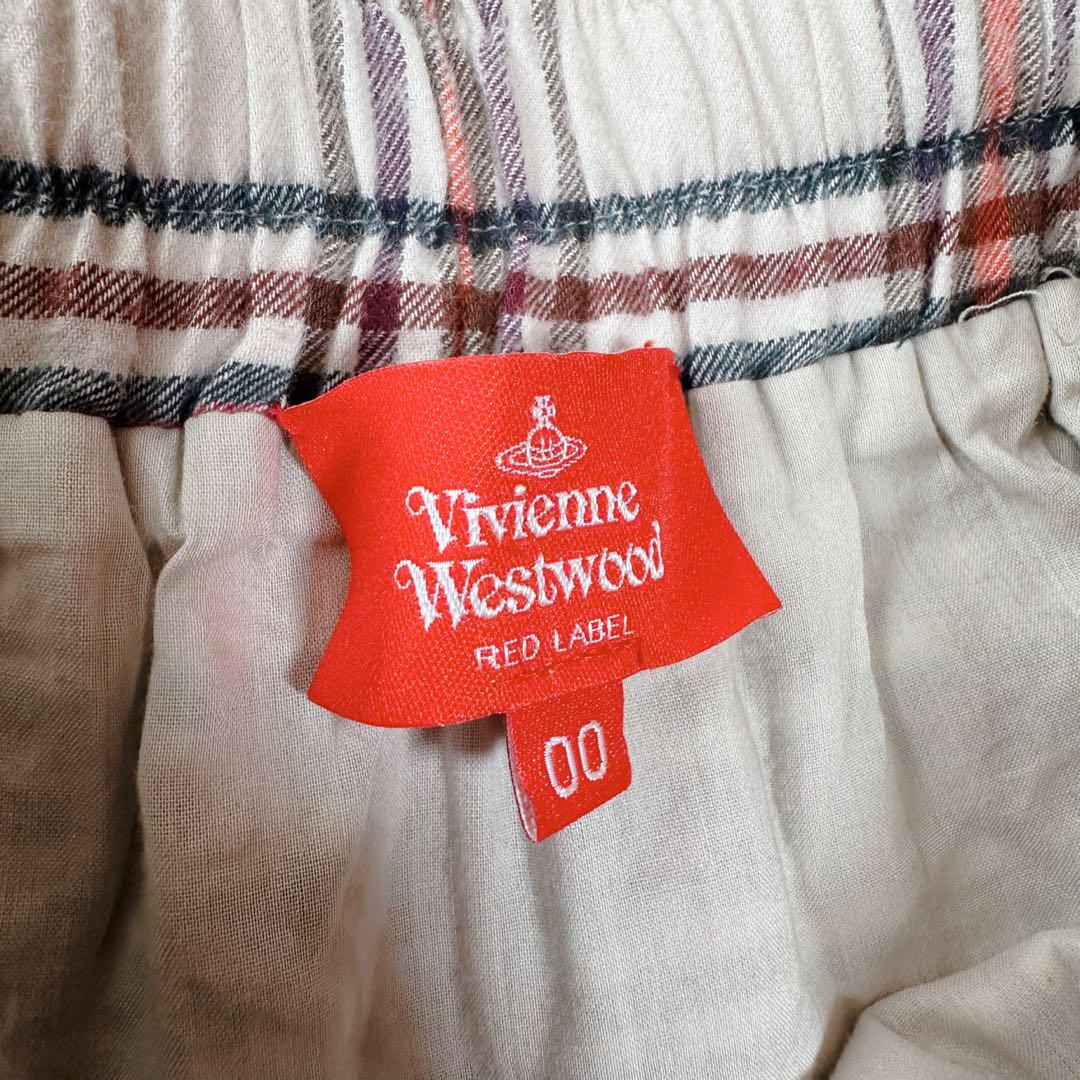 Vivienne
Westwood
RED LABEL
00